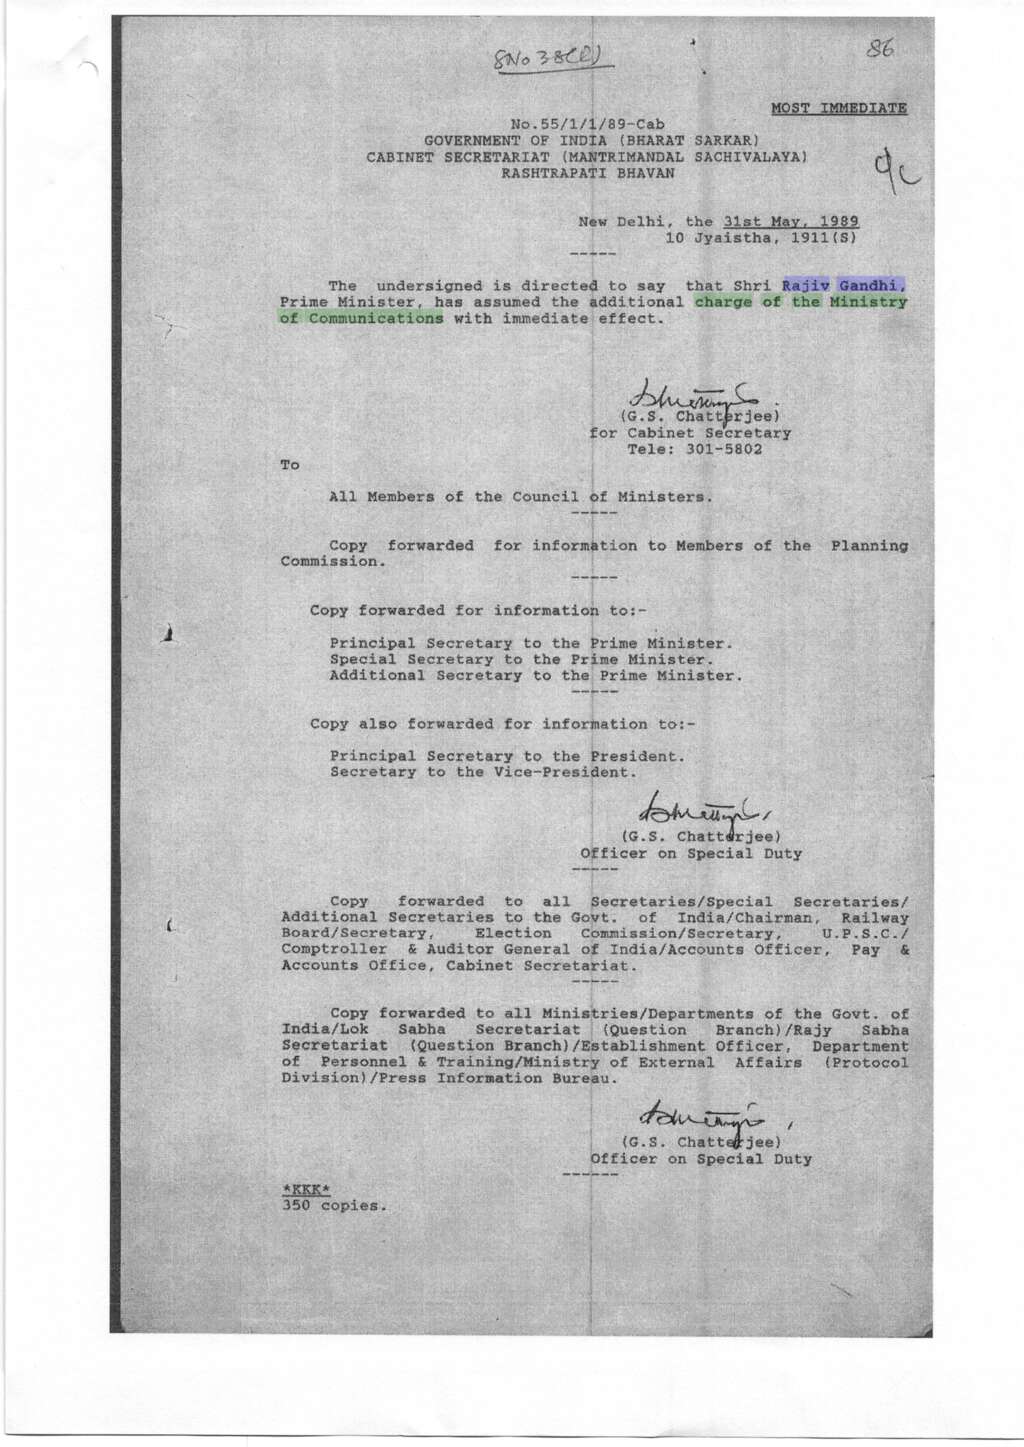 SNo 38(R)
86
MOST IMMEDIATE
No.55/1/1/89-Cab
GOVERNMENT OF INDIA (BHARAT SARKAR)
CABINET SECRETARIAT (MANTRIMANDAL SACHIVALAYA)
RASHTRAPATI BHAVAN
New Delhi, the 31st May, 1989
10 Jyaistha, 1911(S)
-----
The undersigned is directed to say that Shri Rajiv Gandhi,
Prime Minister, has assumed the additional charge of the Ministry
of Communications with immediate effect.
(G.S. Chatterjee)
for Cabinet Secretary
Tele: 301-5802
To
All Members of the Council of Ministers.
-----
Copy forwarded for information to Members of the Planning
Commission.
-----
Copy forwarded for information to:-
Principal Secretary to the Prime Minister.
Special Secretary to the Prime Minister.
Additional Secretary to the Prime Minister.
-----
Copy also forwarded for information to:-
Principal Secretary to the President.
Secretary to the Vice-President.
(G.S. Chatterjee)
Officer on Special Duty
-----
Copy forwarded to all Secretaries/Special Secretaries/
Additional Secretaries to the Govt. of India/Chairman, Railway
Board/Secretary, Election Commission/Secretary, U.P.S.C./
Comptroller & Auditor General of India/Accounts Officer, Pay &
Accounts Office, Cabinet Secretariat.
-----
Copy forwarded to all Ministries/Departments of the Govt. of
India/Lok Sabha Secretariat (Question Branch)/Rajy Sabha
Secretariat (Question Branch)/Establishment Officer, Department
of Personnel & Training/Ministry of External Affairs (Protocol
Division)/Press Information Bureau.
(G.S. Chatterjee)
Officer on Special Duty
------
*KKK*
350 copies.